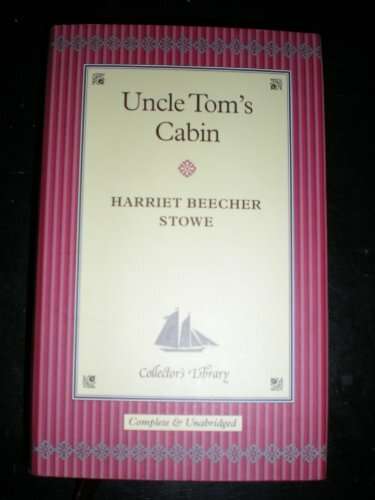 Uncle Tom's
Cabin
HARRIET BEECHER
STOWE
Collector's Library
Complete & Unabridged